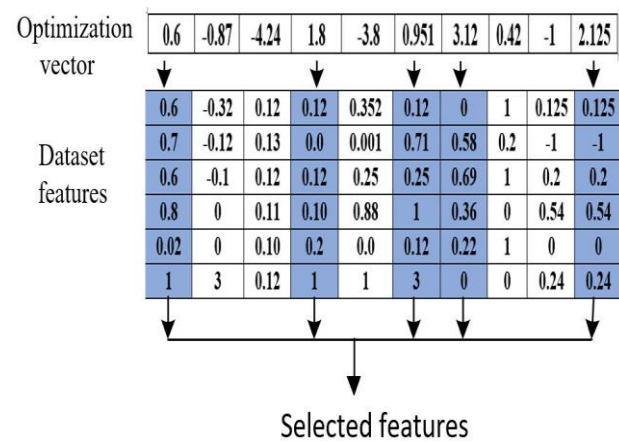 Optimization vector
0.6 -0.87 -4.24 1.8 -3.8 0.951 3.12 0.42 -1 2.125
Dataset features
0.6 -0.32 0.12 0.12 0.352 0.12 0 1 0.125 0.125
0.7 -0.12 0.13 0.0 0.001 0.71 0.58 0.2 -1 -1
0.6 -0.1 0.12 0.12 0.25 0.25 0.69 1 0.2 0.2
0.8 0 0.11 0.10 0.88 1 0.36 0 0.54 0.54
0.02 0 0.10 0.2 0.0 0.12 0.22 1 0 0
1 3 0.12 1 1 3 0 0 0.24 0.24
Selected features